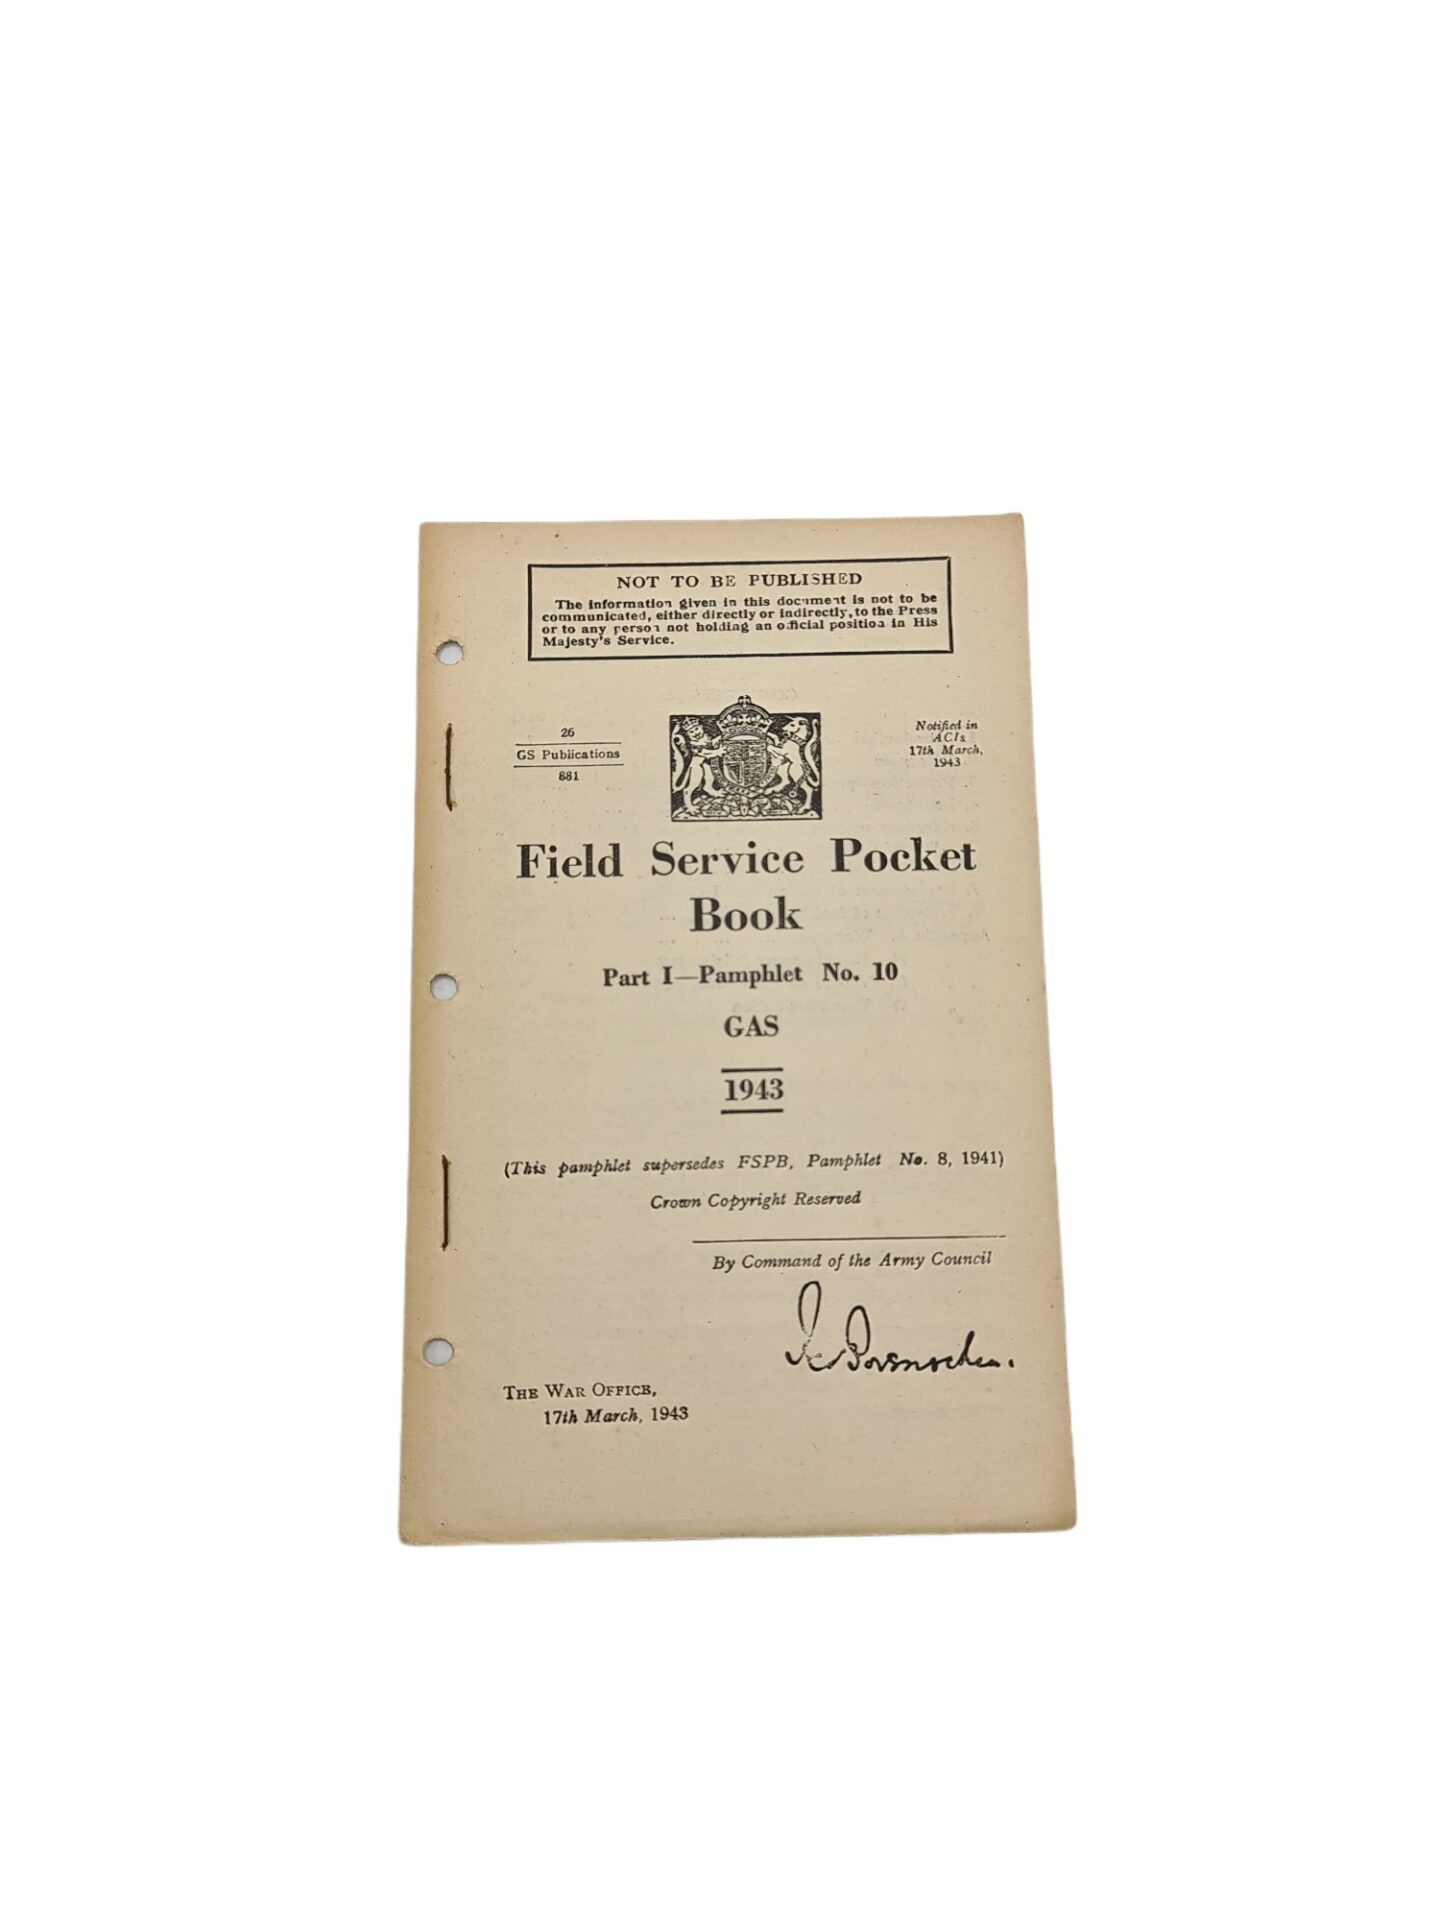 NOT TO BE PUBLISHED
The information given in this document is not to be
communicated, either directly or indirectly, to the Press
or to any person not holding an official position in His
Majesty's Service.
26
GS Publications
881
Notified in
ACIs
17th March,
1943
Field Service Pocket
Book
Part I—Pamphlet No. 10
GAS
1943
(This pamphlet supersedes FSPB, Pamphlet No. 8, 1941)
Crown Copyright Reserved
By Command of the Army Council
THE WAR OFFICE,
17th March, 1943